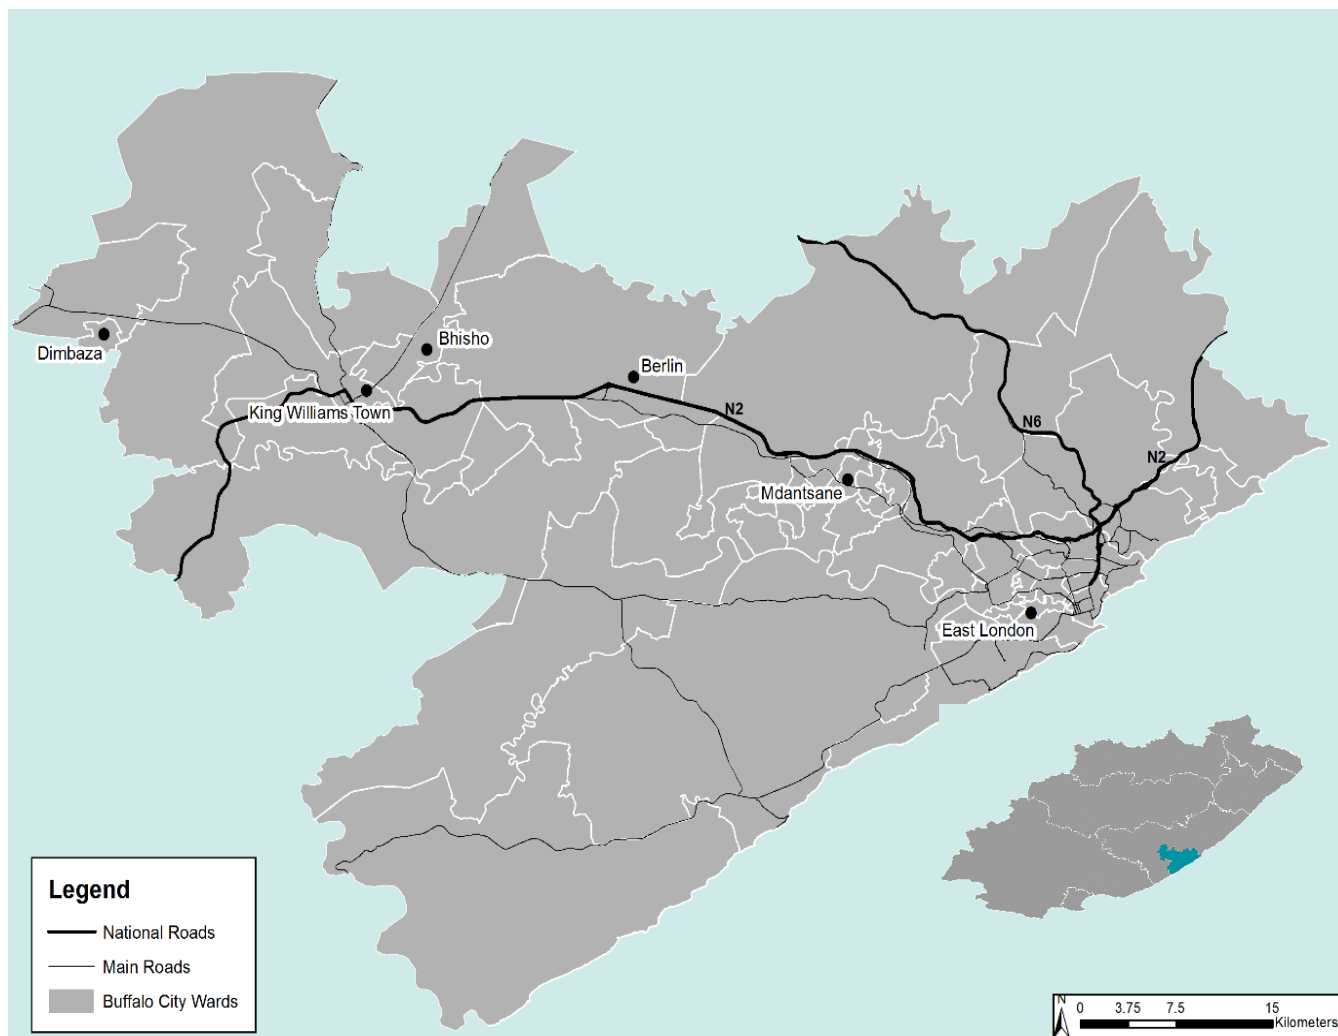 Bhisho
Dimbaza
Berlin
King Williams Town
N2
N6
N2
Mdantsane
East London
Legend
National Roads
Main Roads
Buffalo City Wards
N
0 3.75 7.5 15
Kilometers